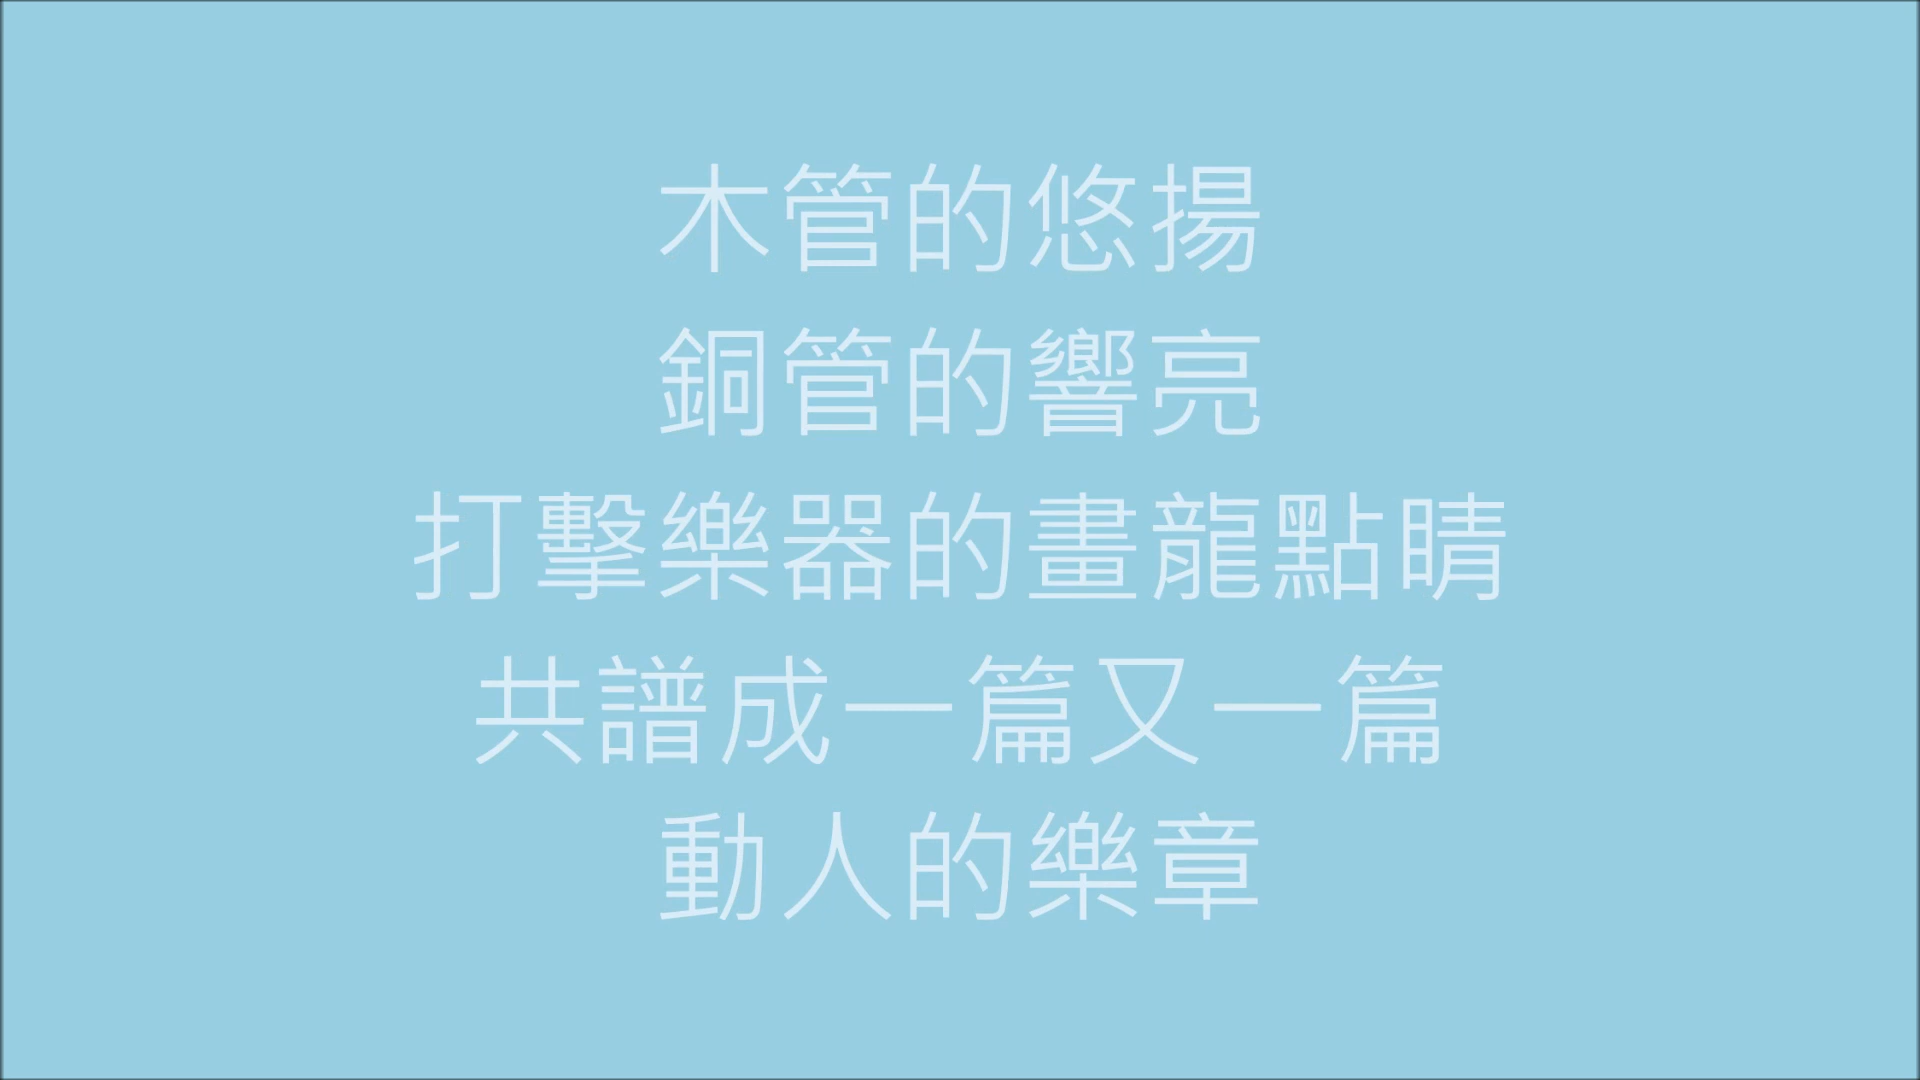 木管的悠揚
銅管的響亮
打擊樂器的畫龍點睛
共譜成一篇又一篇
動人的樂章